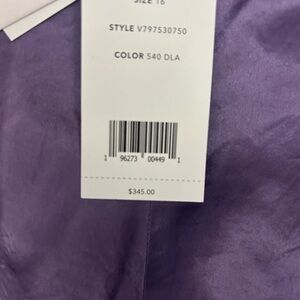 SIZE 16
STYLE V797530750
COLOR 540 DLA
1 96273 00449 1
$345.00